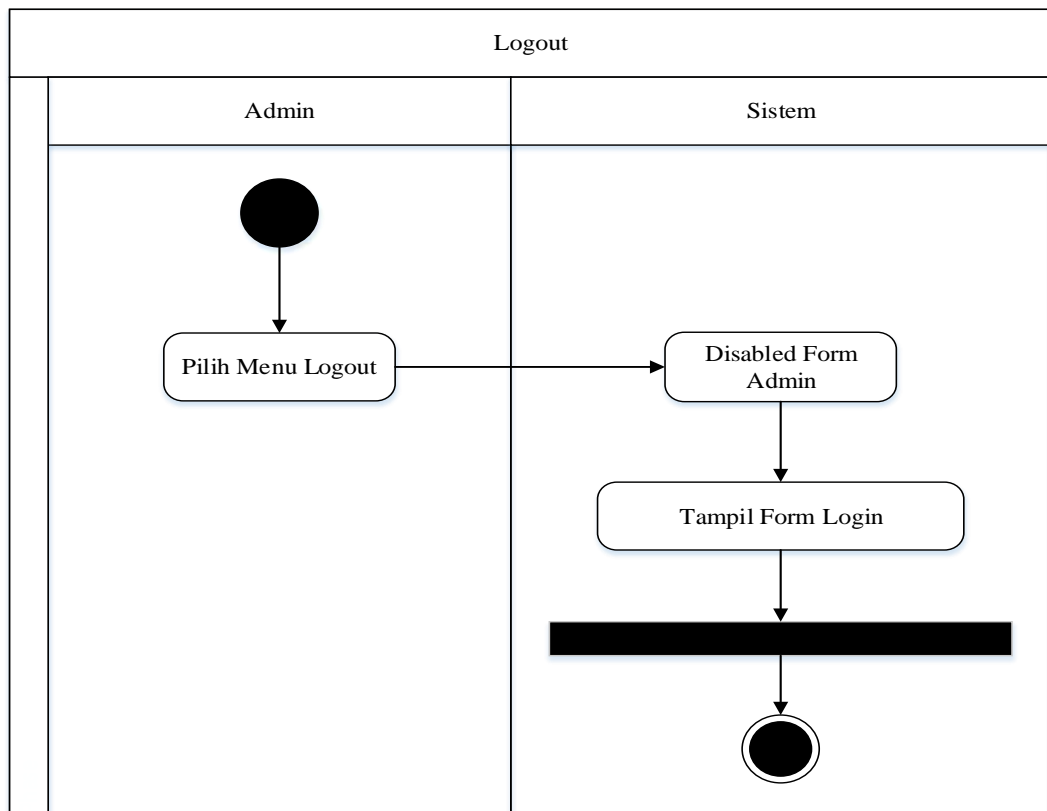 Logout
Admin
Sistem
Pilih Menu Logout
Disabled Form
Admin
Tampil Form Login